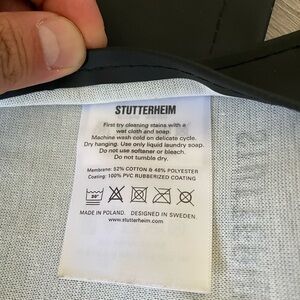 STUTTERHEIM
First try cleaning stains with a
wet cloth and soap.
Machine wash cold on delicate cycle.
Dry hanging. Use only liquid laundry soap.
Do not use softener or bleach.
Do not tumble dry.
Membrane: 52% COTTON & 48% POLYESTER
Coating: 100% PVC RUBBERIZED COATING
30°
MADE IN POLAND. DESIGNED IN SWEDEN.
www.stutterheim.com